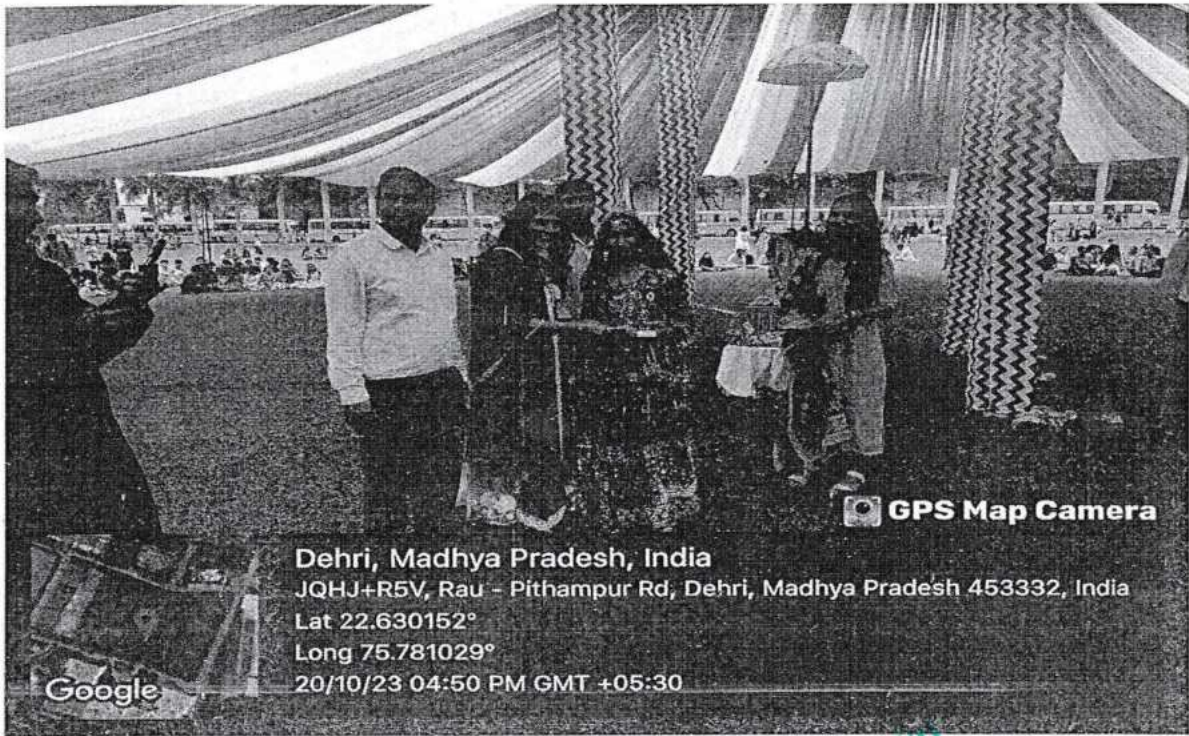 GPS Map Camera
Dehri, Madhya Pradesh, India
JQHJ+R5V, Rau - Pithampur Rd, Dehri, Madhya Pradesh 453332, India
Lat 22.630152°
Long 75.781029°
20/10/23 04:50 PM GMT +05:30
Google